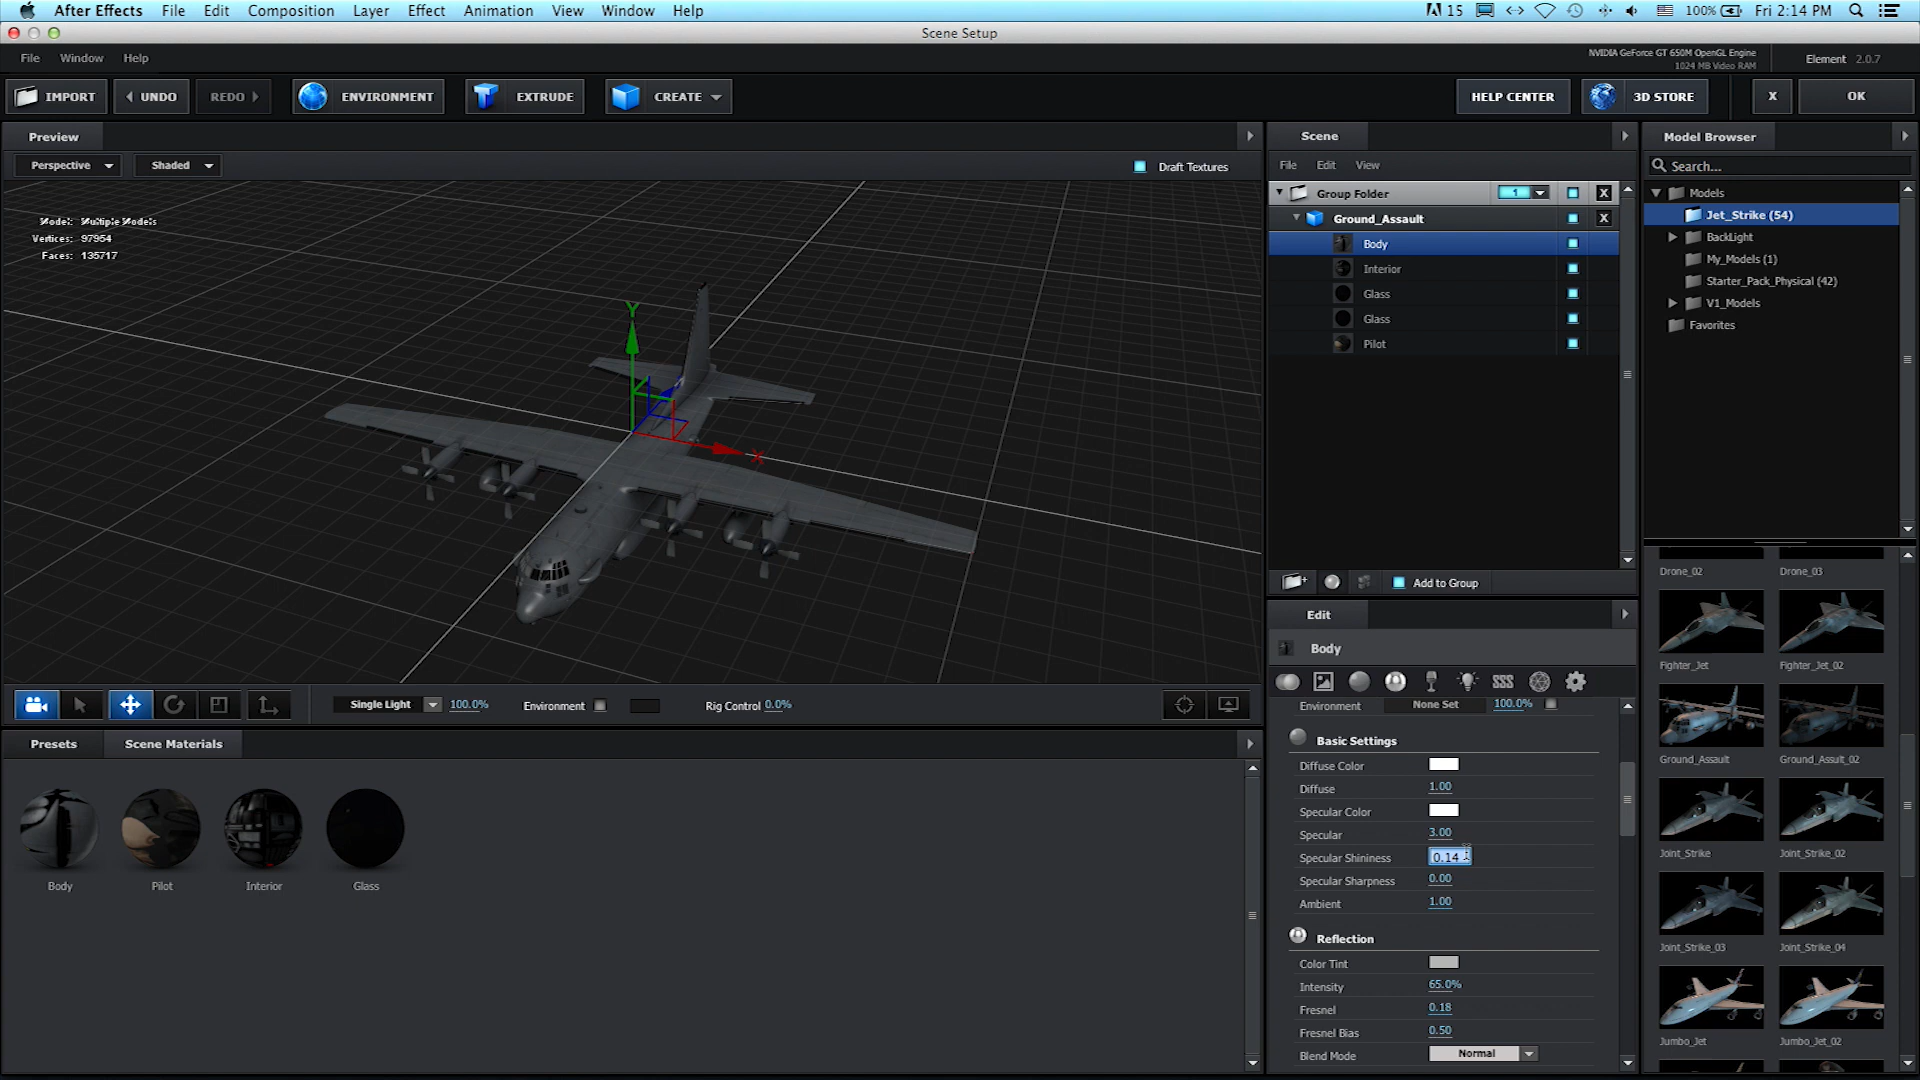 After Effects File Edit Composition Layer Effect Animation View Window Help 15 100% Fri 2:14 PM
Scene Setup
File Window Help
NVIDIA GeForce GT 650M OpenGL Engine
1024 MB Video RAM
Element 2.0.7
IMPORT UNDO REDO ENVIRONMENT EXTRUDE CREATE HELP CENTER 3D STORE X OK
Preview
Perspective Shaded Draft Textures
Model: Multiple Models
Vertices: 97954
Faces: 135717
Y
X
Single Light 100.0% Environment Rig Control 0.0%
Presets Scene Materials
Body Pilot Interior Glass
Scene
File Edit View
Group Folder 1 X
Ground_Assault X
Body
Interior
Glass
Glass
Pilot
Add to Group
Edit
Body
Environment None Set 100.0%
Basic Settings
Diffuse Color
Diffuse 1.00
Specular Color
Specular 3.00
Specular Shininess 0.14
Specular Sharpness 0.00
Ambient 1.00
Reflection
Color Tint
Intensity 65.0%
Fresnel 0.18
Fresnel Bias 0.50
Blend Mode Normal
Model Browser
Search...
Models
Jet_Strike (54)
BackLight
My_Models (1)
Starter_Pack_Physical (42)
V1_Models
Favorites
Drone_02 Drone_03
Fighter_Jet Fighter_Jet_02
Ground_Assault Ground_Assult_02
Joint_Strike Joint_Strike_02
Joint_Strike_03 Joint_Strike_04
Jumbo_Jet Jumbo_Jet_02